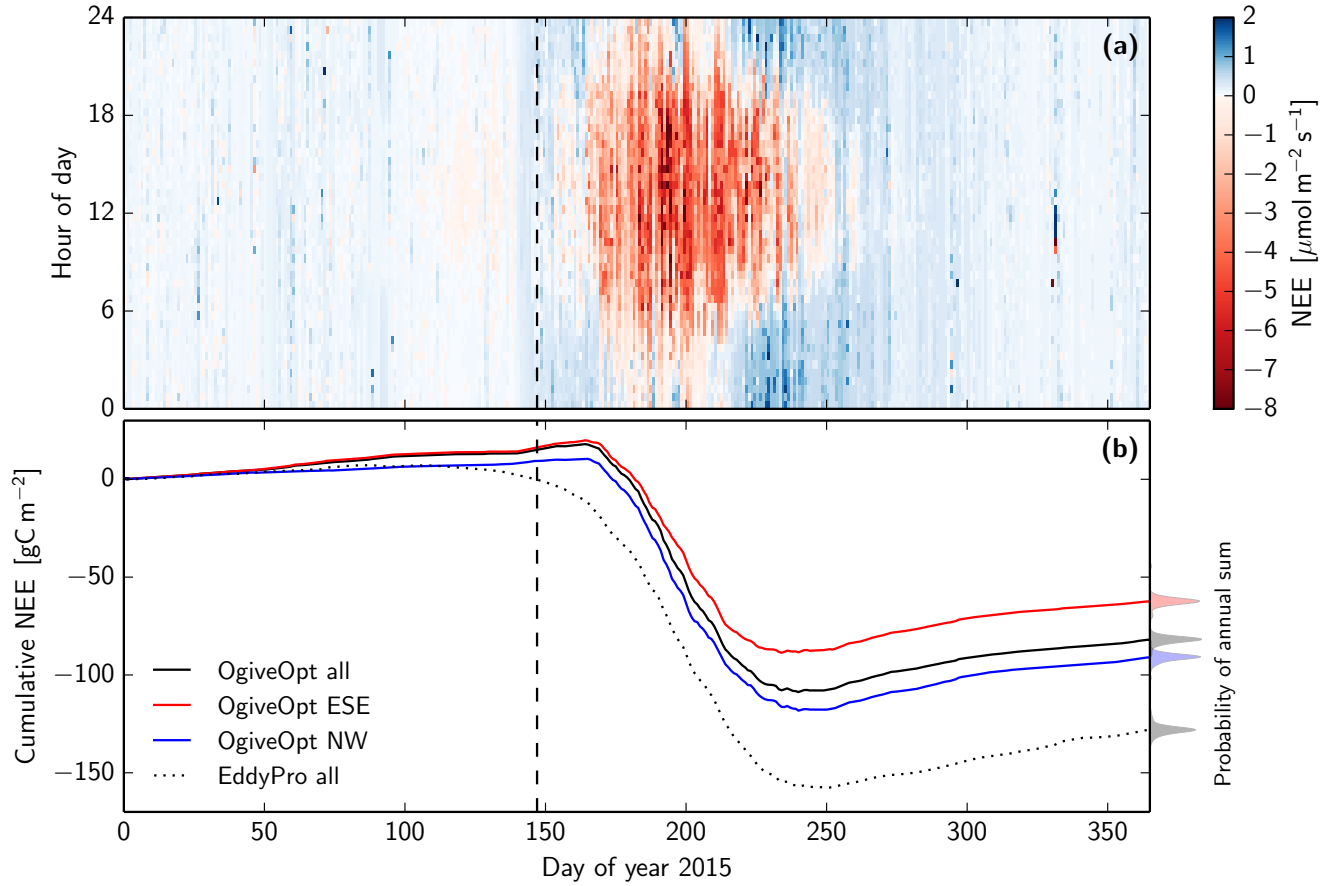 24
18
12
6
0
Hour of day
(a)
2
1
0
−1
−2
−3
−4
−5
−6
−7
−8
NEE [μmol m⁻² s⁻¹]
0
−50
−100
−150
Cumulative NEE [gC m⁻²]
(b)
OgiveOpt all
OgiveOpt ESE
OgiveOpt NW
EddyPro all
Probability of annual sum
0 50 100 150 200 250 300 350
Day of year 2015